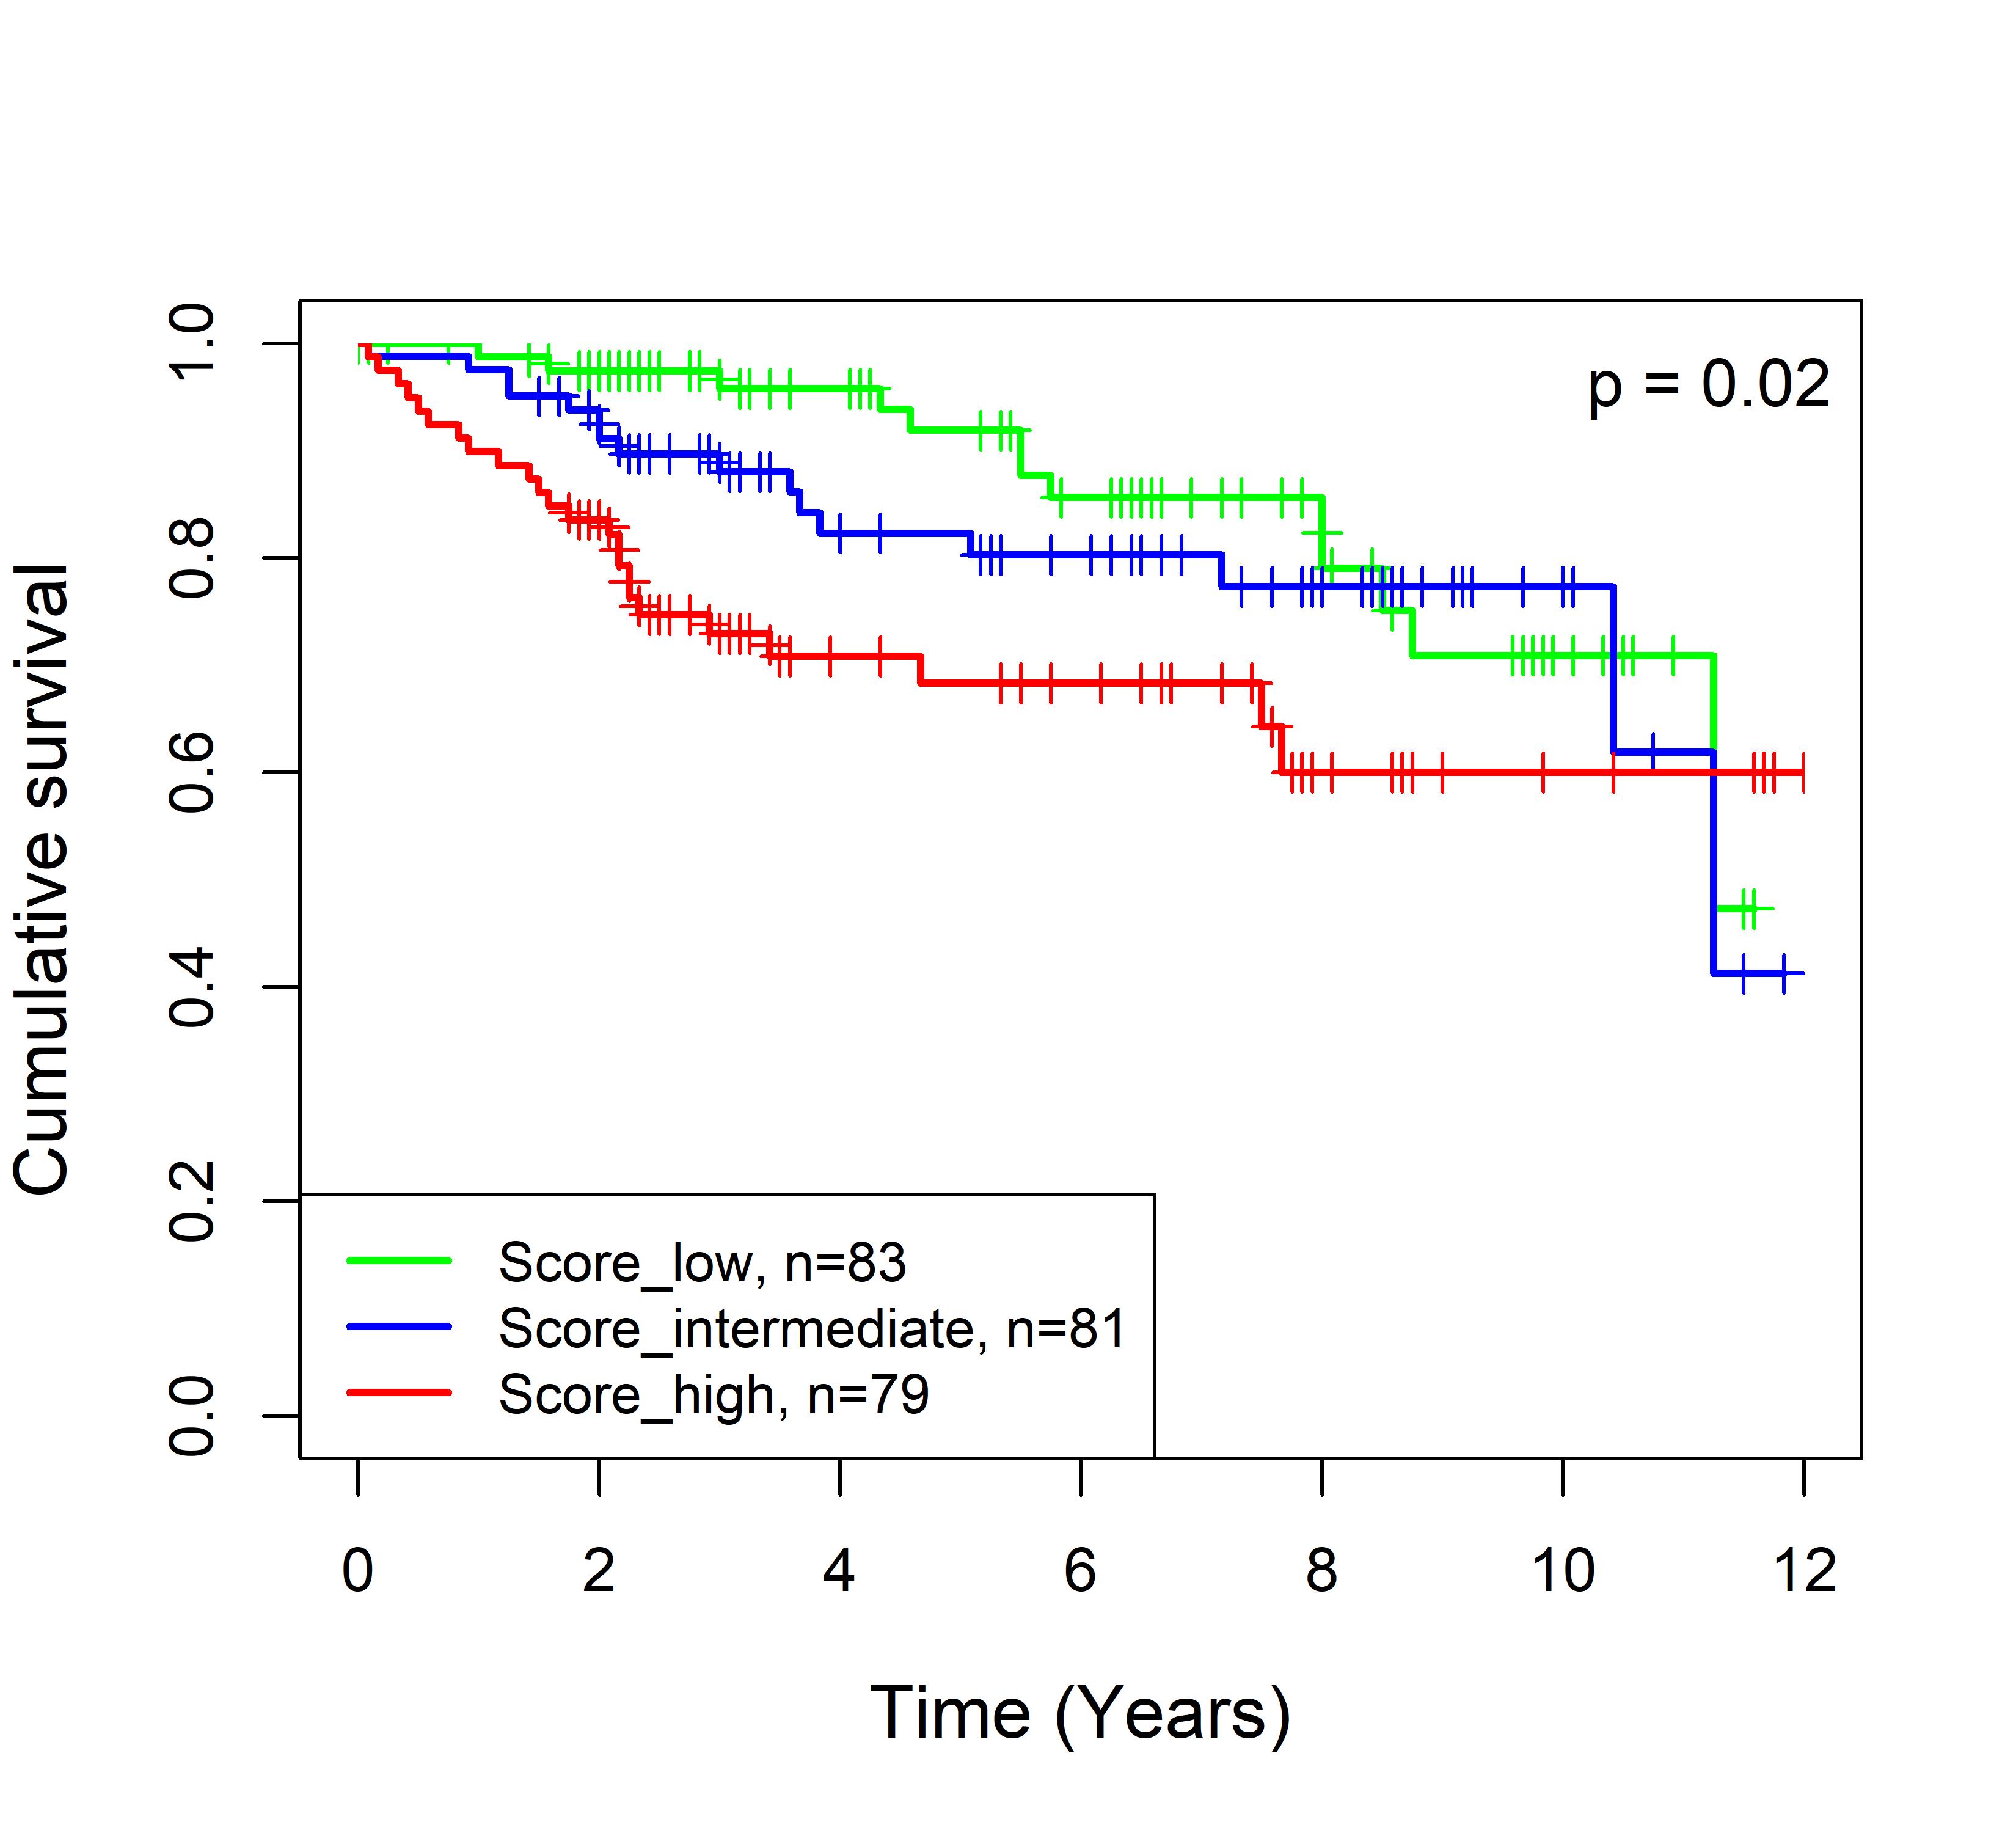 p = 0.02
Cumulative survival
1.0
0.8
0.6
0.4
0.2
0.0
Score_low, n=83
Score_intermediate, n=81
Score_high, n=79
0 2 4 6 8 10 12
Time (Years)